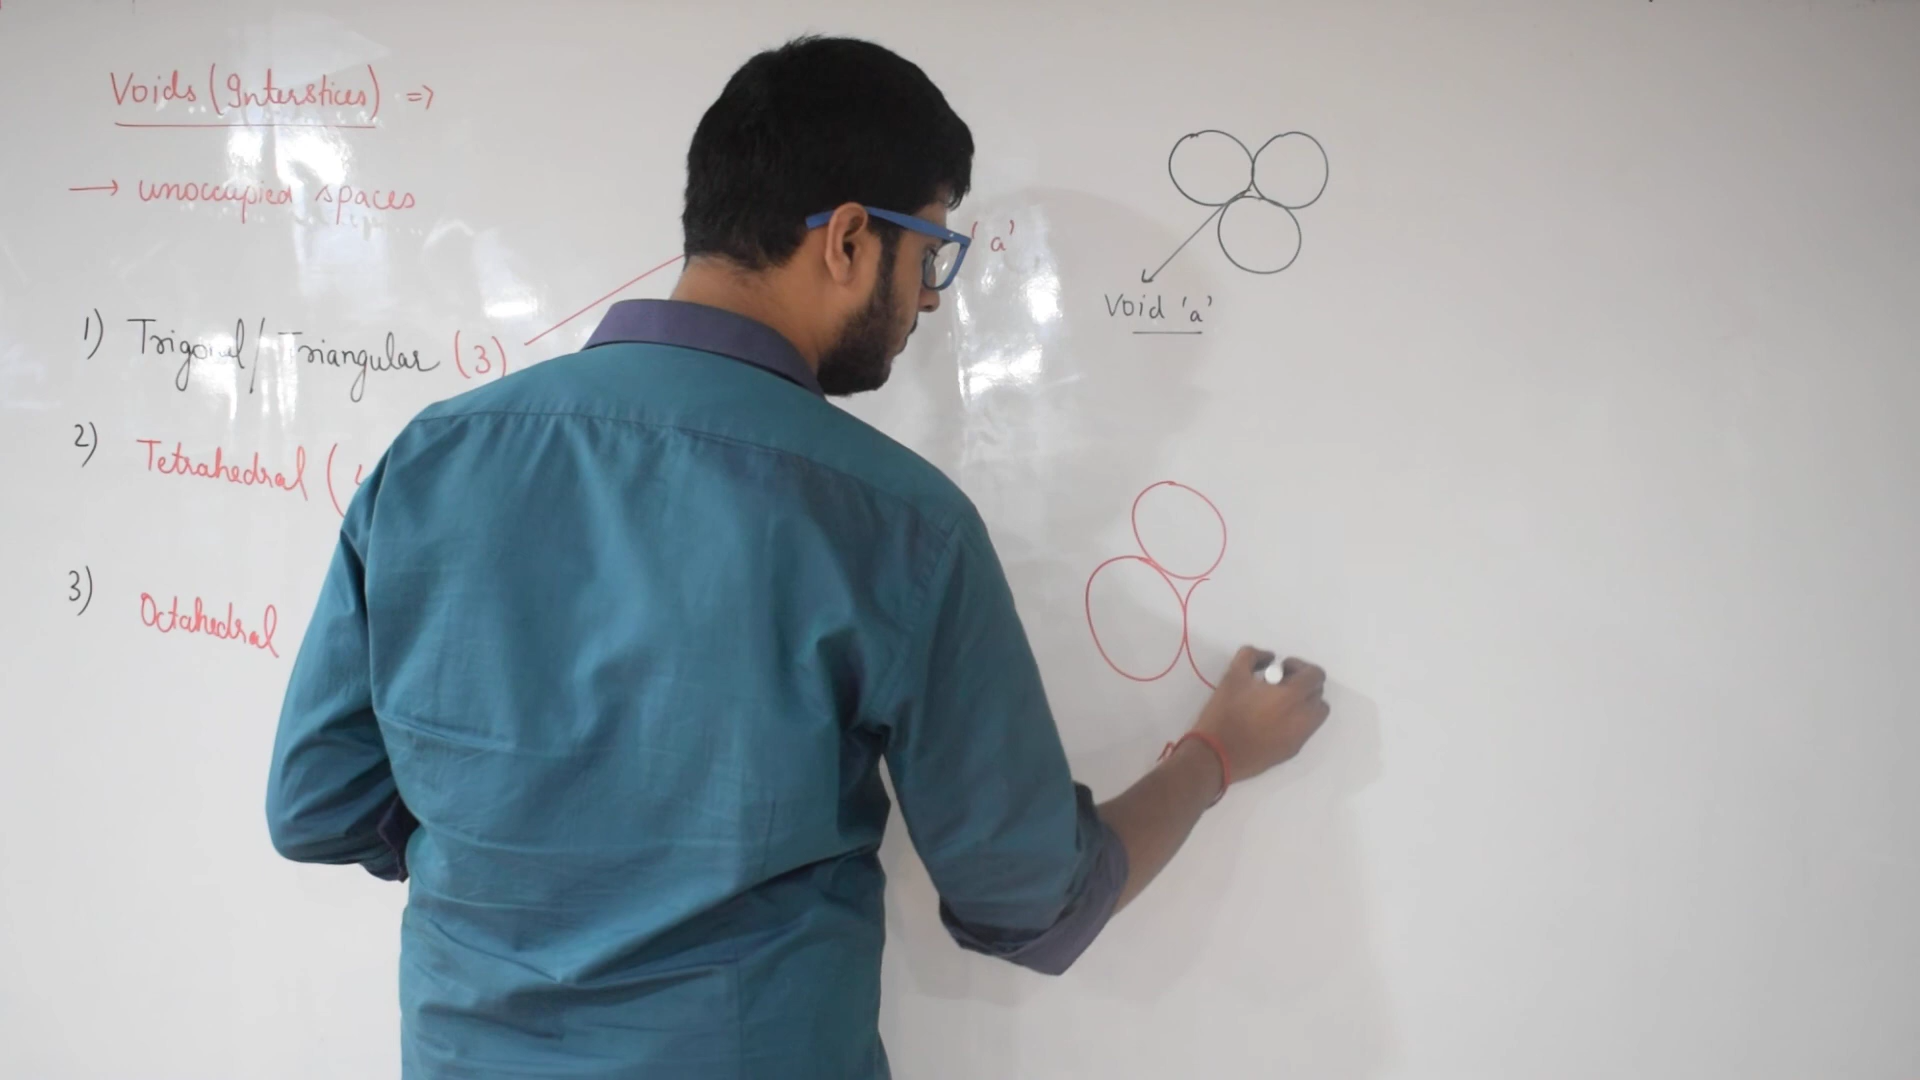 Voids (Interstices) =>
→ unoccupied spaces
1) Trigonal/Triangular (3)
'a'
Void 'a'
2) Tetrahedral (
3) Octahedral